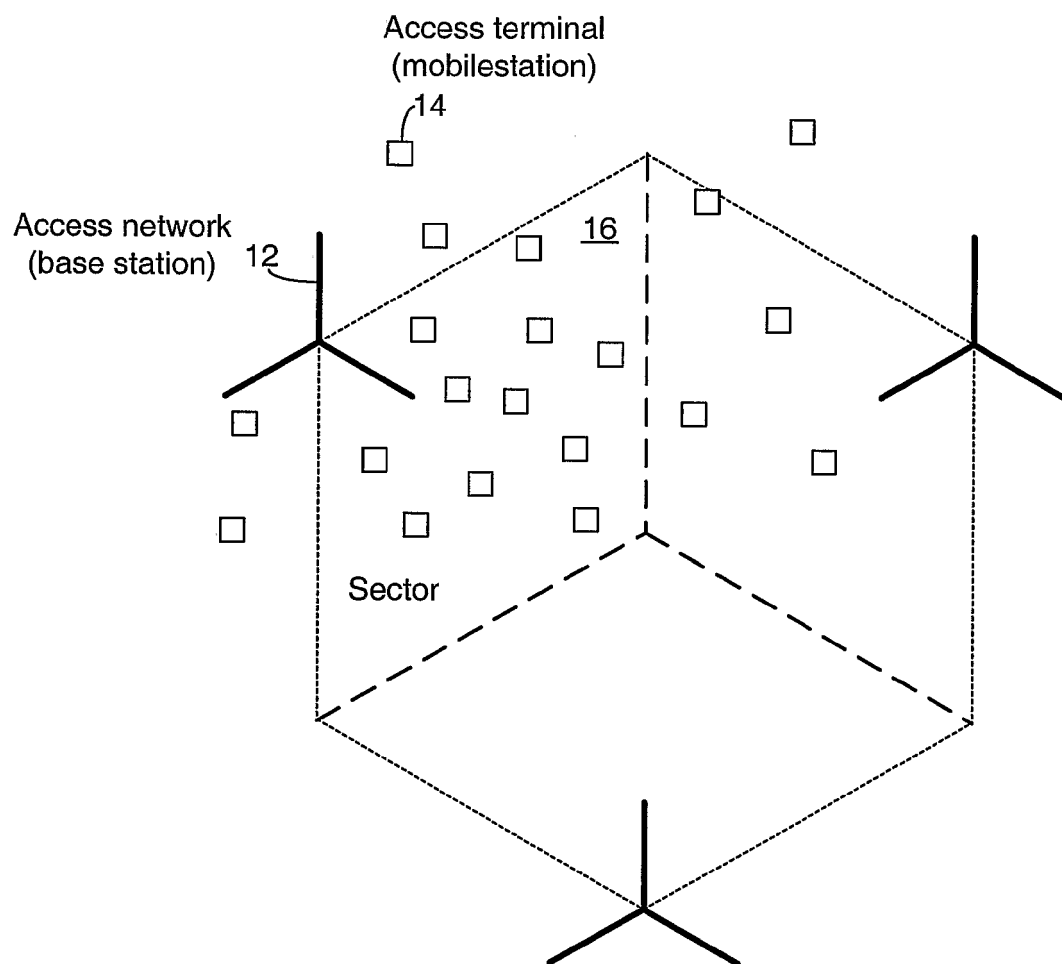 Access terminal
(mobilestation)
14
Access network
(base station)
12
16
Sector